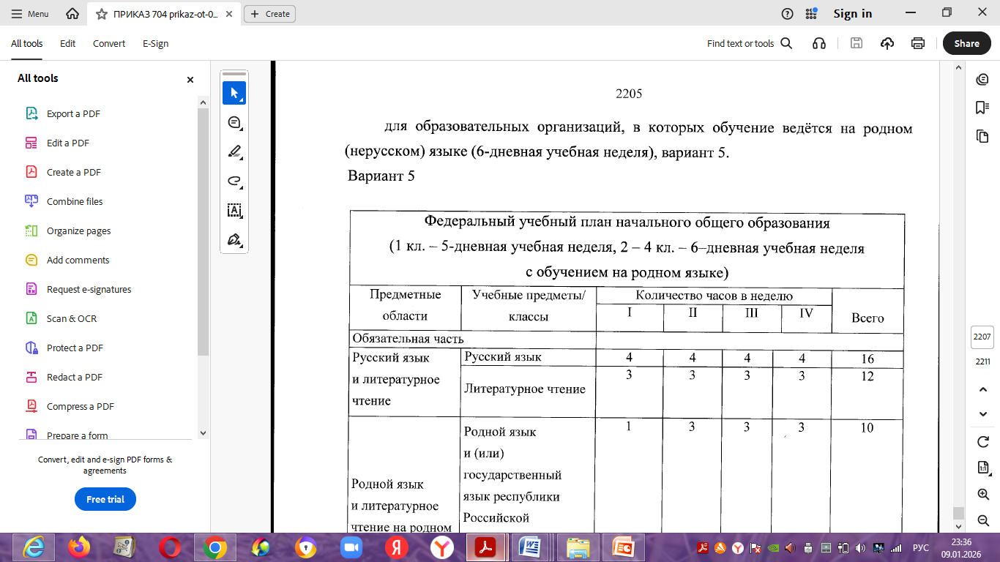 Menu
ПРИКАЗ 704 prikaz-ot-0...
Create
Sign in
All tools
Edit
Convert
E-Sign
Find text or tools
Share
All tools
Export a PDF
Edit a PDF
Create a PDF
Combine files
Organize pages
Add comments
Request e-signatures
Scan & OCR
Protect a PDF
Redact a PDF
Compress a PDF
Prepare a form
Convert, edit and e-sign PDF forms &
agreements
Free trial
2205
для образовательных организаций, в которых обучение ведётся на родном
(нерусском) языке (6-дневная учебная неделя), вариант 5.
Вариант 5
Федеральный учебный план начального общего образования
(1 кл. – 5-дневная учебная неделя, 2 – 4 кл. – 6–дневная учебная неделя
с обучением на родном языке)
Предметные области
Учебные предметы/ классы
Количество часов в неделю
I II III IV
Всего
Обязательная часть
Русский язык и литературное чтение
Русский язык 4 4 4 4 16
Литературное чтение 3 3 3 3 12
Родной язык и литературное чтение на родном
Родной язык и (или) государственный язык республики Российской 1 3 3 3 10
2207
2211
1:1
РУС
23:36
09.01.2026